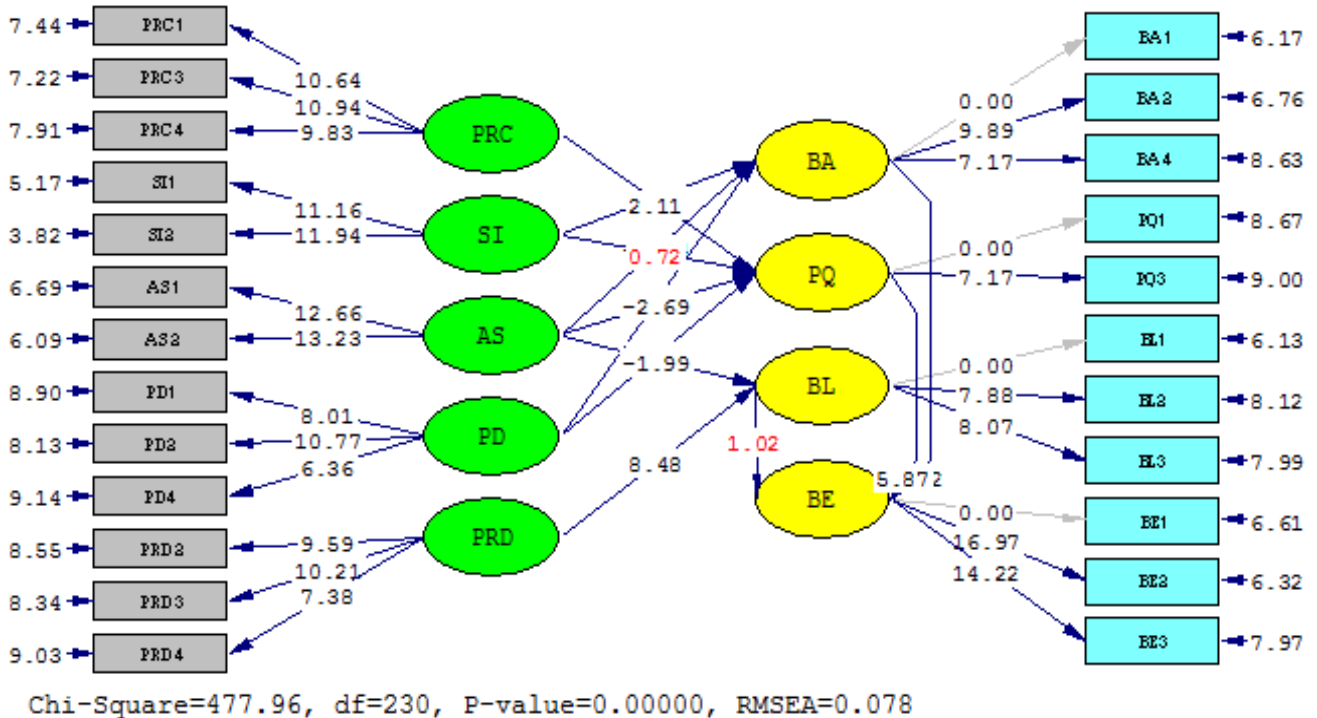 7.44 PRC1
7.22 PRC3
7.91 PRC4
5.17 SI1
3.82 SI2
6.69 AS1
6.09 AS2
8.90 PD1
8.13 PD2
9.14 PD4
8.55 PRD2
8.34 PRD3
9.03 PRD4
10.64
10.94
9.83
11.16
11.94
12.66
13.23
8.01
10.77
6.36
9.59
10.21
7.38
PRC
SI
AS
PD
PRD
2.11
0.72
-2.69
-1.99
8.48
1.02
BA
PQ
BL
BE
5.872
0.00
9.89
7.17
0.00
7.17
0.00
7.88
8.07
0.00
16.97
14.22
BA1 6.17
BA2 6.76
BA4 8.63
PQ1 8.67
PQ3 9.00
BL1 6.13
BL2 8.12
BL3 7.99
BE1 6.61
BE2 6.32
BE3 7.97
Chi-Square=477.96, df=230, P-value=0.00000, RMSEA=0.078